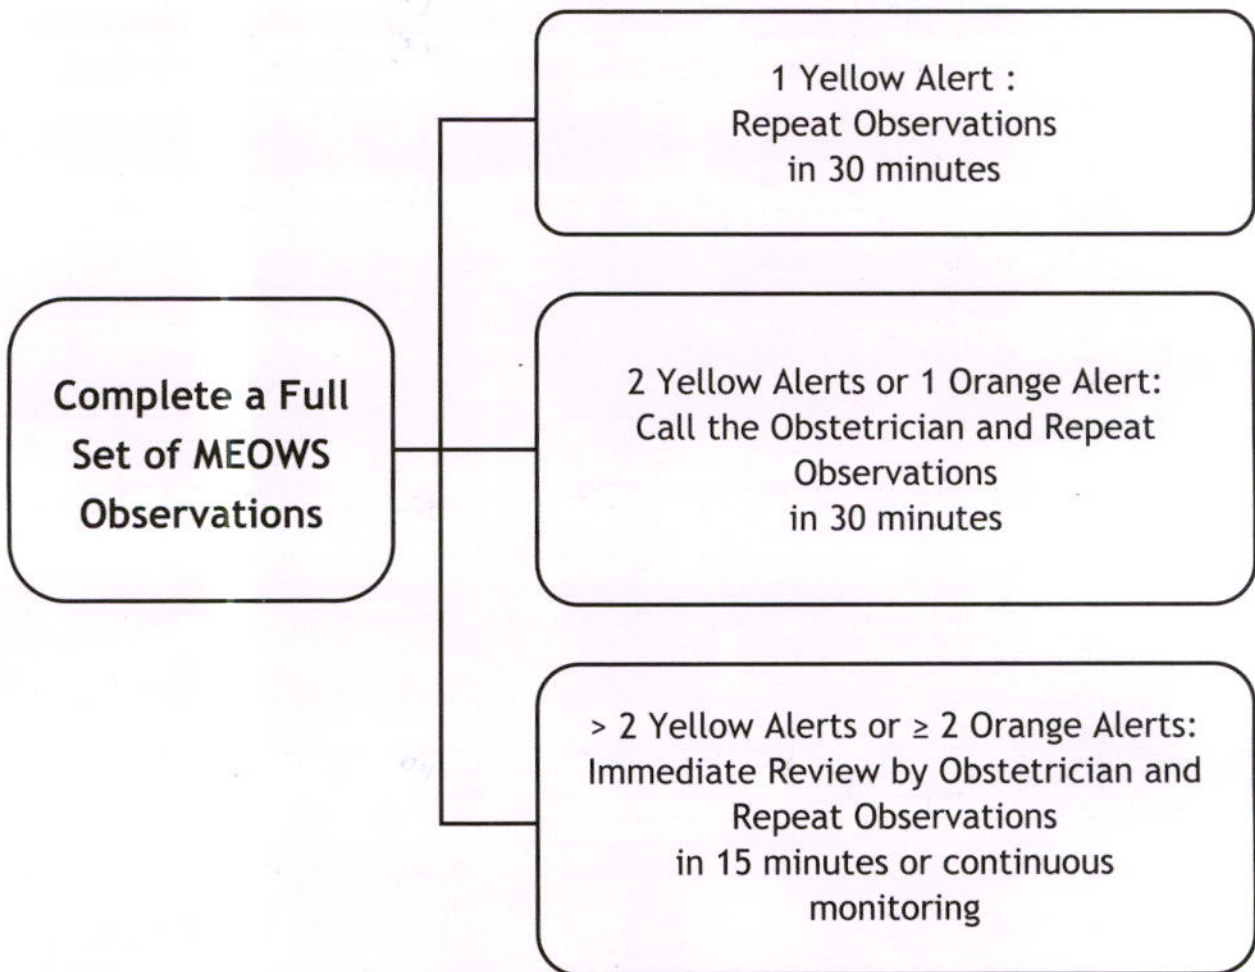 Complete a Full
Set of MEOWS
Observations
1 Yellow Alert :
Repeat Observations
in 30 minutes
2 Yellow Alerts or 1 Orange Alert:
Call the Obstetrician and Repeat
Observations
in 30 minutes
> 2 Yellow Alerts or ≥ 2 Orange Alerts:
Immediate Review by Obstetrician and
Repeat Observations
in 15 minutes or continuous
monitoring